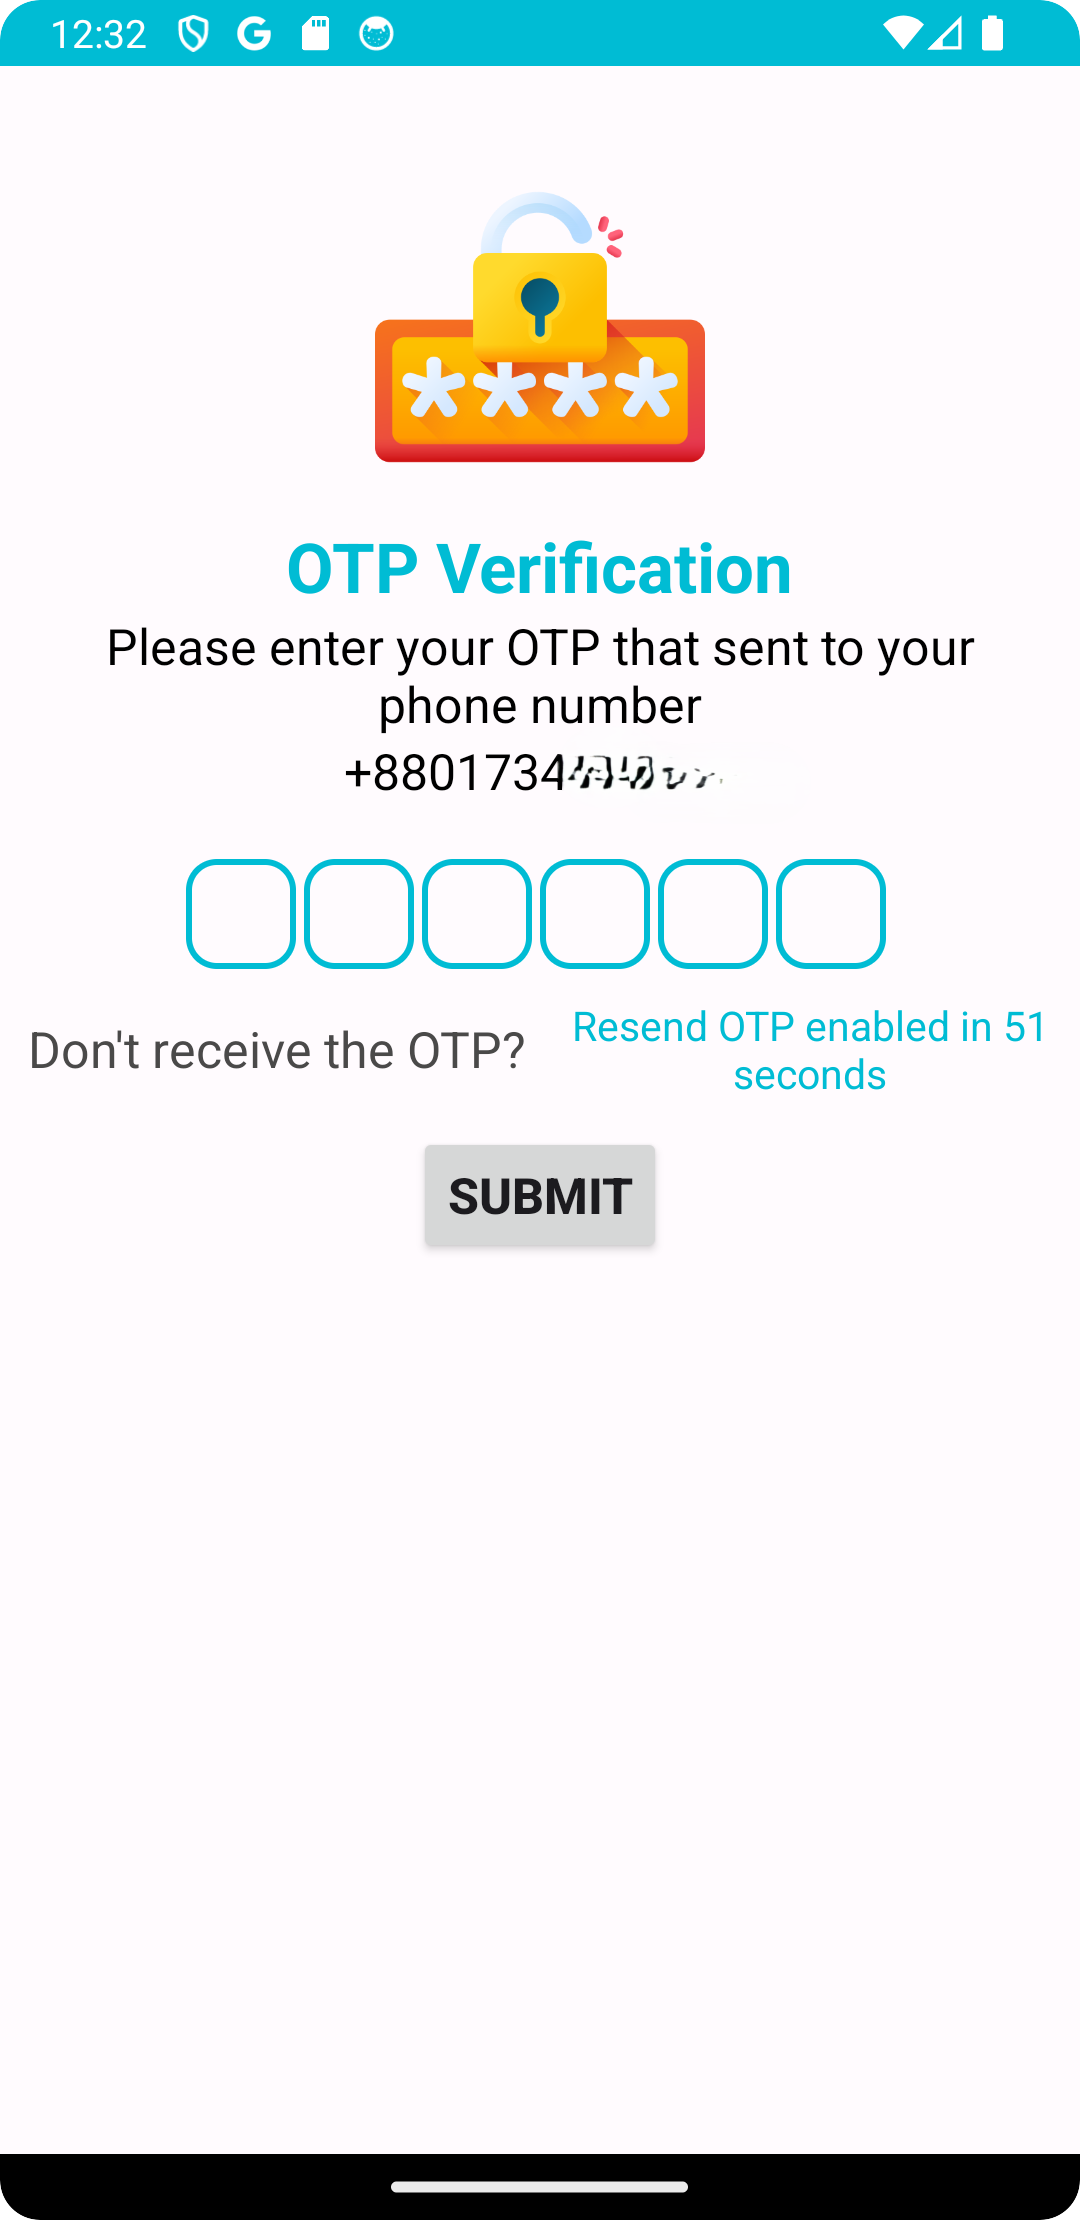 12:32
OTP Verification
Please enter your OTP that sent to your
phone number
+8801734
Don't receive the OTP?
Resend OTP enabled in 51
seconds
SUBMIT